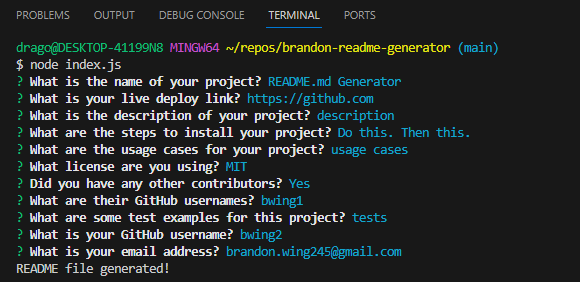 PROBLEMS OUTPUT DEBUG CONSOLE TERMINAL PORTS
drago@DESKTOP-41199N8 MINGW64 ~/repos/brandon-readme-generator (main)
$ node index.js
? What is the name of your project? README.md Generator
? What is your live deploy link? https://github.com
? What is the description of your project? description
? What are the steps to install your project? Do this. Then this.
? What are the usage cases for your project? usage cases
? What license are you using? MIT
? Did you have any other contributors? Yes
? What are their GitHub usernames? bwing1
? What are some test examples for this project? tests
? What is your GitHub username? bwing2
? What is your email address? brandon.wing245@gmail.com
README file generated!